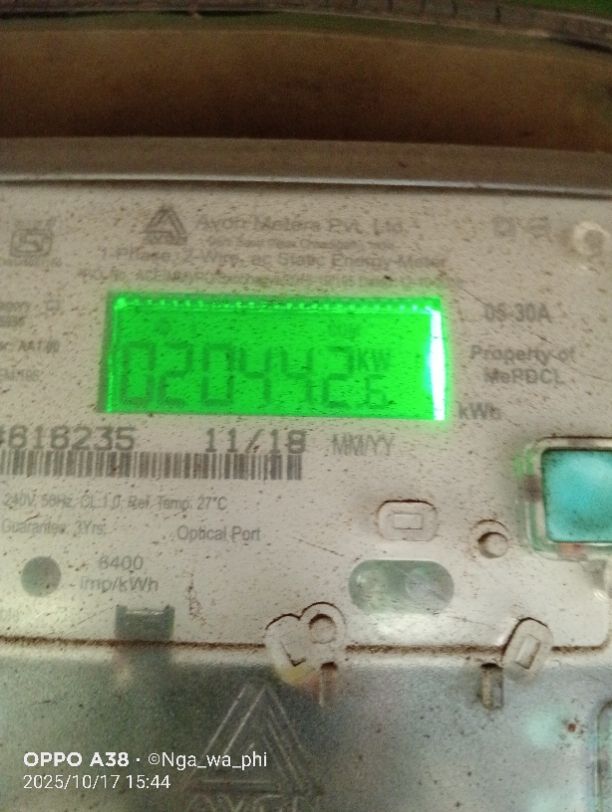 Avon Meters Pvt. Ltd.
1-Phase, 2-Wire, ac Static Energy Meter
05-30A
020442.6 KW
Property of
MePDCL
kWh
618235 11/18 MM/YY
240V, 50Hz, CL.1.0, Ref. Temp. 27°C
Guarantee, 3Yrs. Optical Port
6400
imp/kWh
OPPO A38 · ©Nga_wa_phi
2025/10/17 15:44